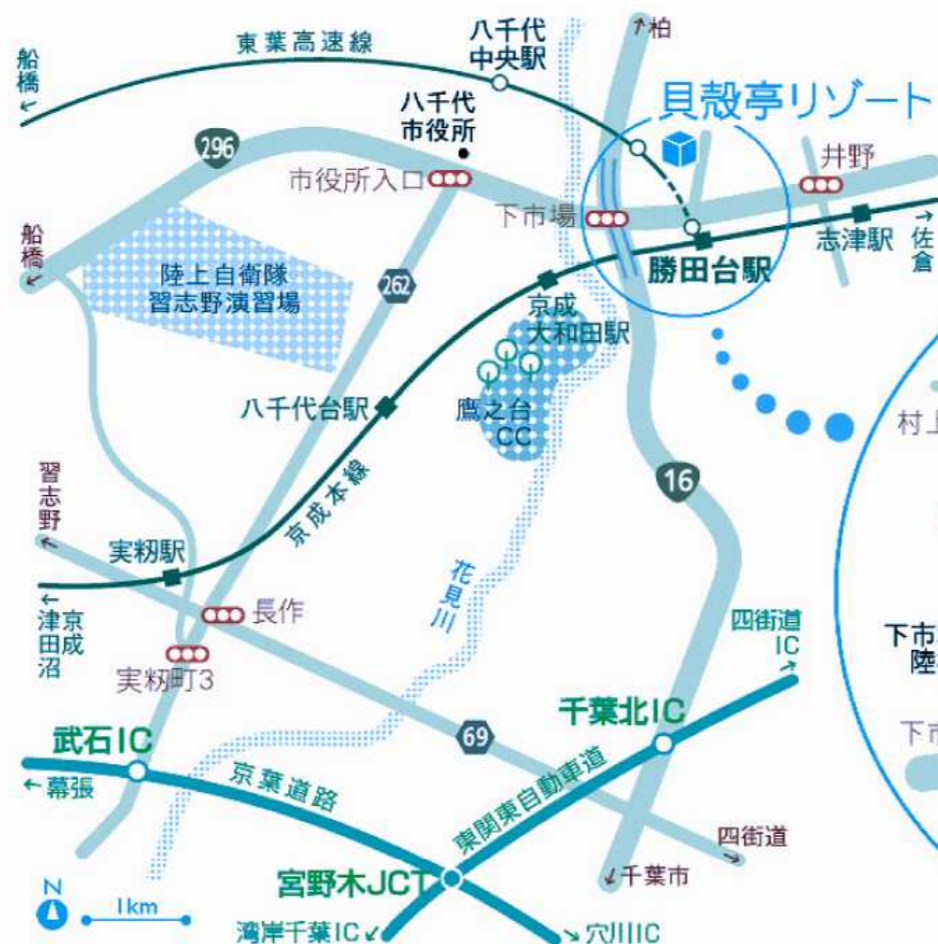 船橋
東葉高速線
八千代
中央駅
柏
貝殻亭リゾート
八千代
市役所
296
市役所入口
下市場
井野
志津駅
佐倉
勝田台駅
船橋
陸上自衛隊
習志野演習場
262
京成
大和田駅
八千代台駅
鷹之台
CC
村上
16
京成本線
習志野
実籾駅
花見川
長作
京成
津田沼
実籾町3
四街道
IC
下市
陸
千葉北IC
下市
武石IC
69
京葉道路
東関東自動車道
幕張
四街道
宮野木JCT
千葉市
N
1km
湾岸千葉IC
穴川IC